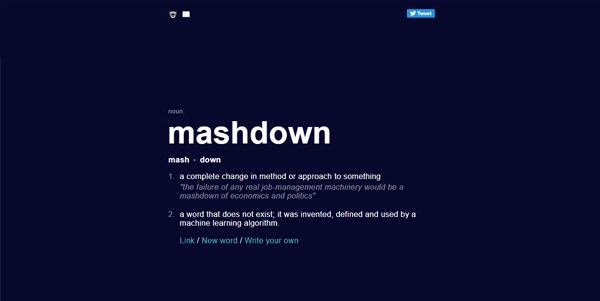 Tweet
noun
mashdown
mash · down
1. a complete change in method or approach to something
"the failure of any real job-management machinery would be a
mashdown of economics and politics"
2. a word that does not exist; it was invented, defined and used by a
machine learning algorithm.
Link / New word / Write your own